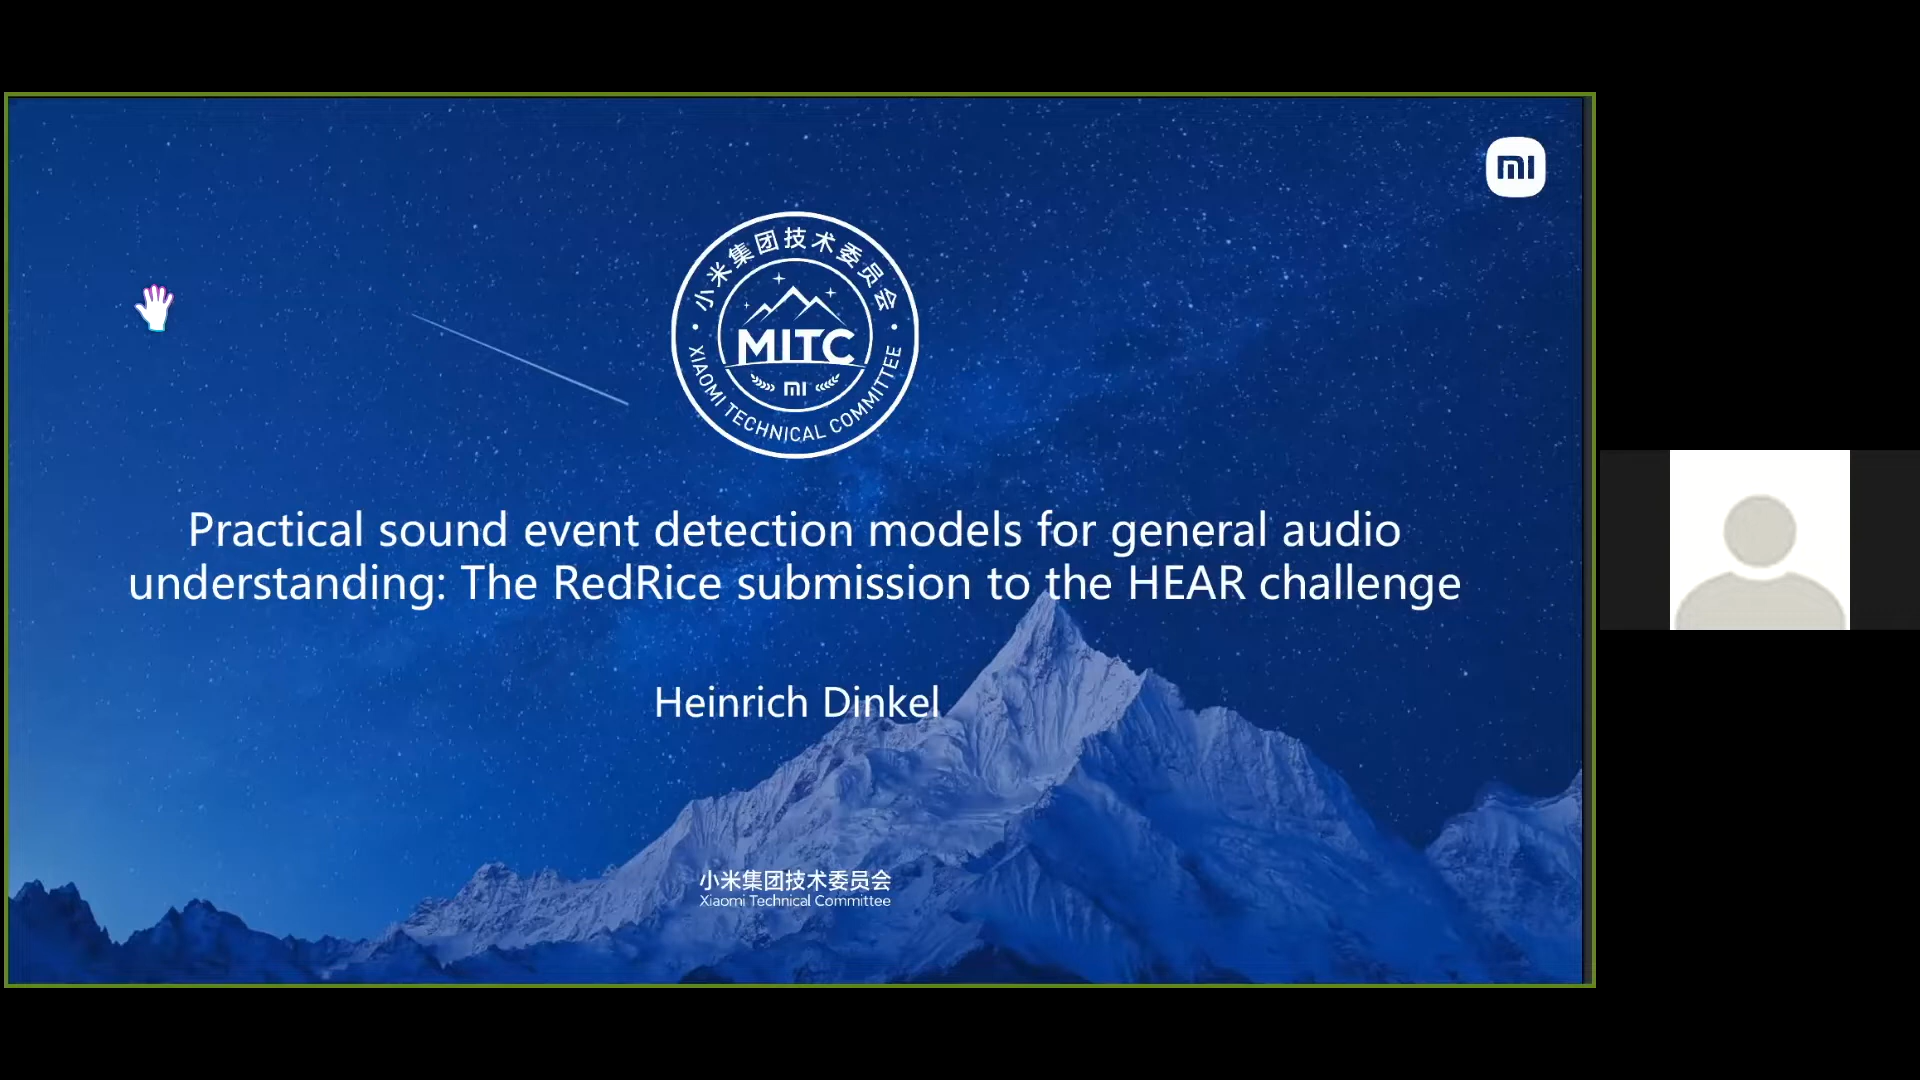 MI
小米集团技术委员会
MITC
MI
XIAOMI TECHNICAL COMMITTEE
Practical sound event detection models for general audio
understanding: The RedRice submission to the HEAR challenge
Heinrich Dinkel
小米集团技术委员会
Xiaomi Technical Committee